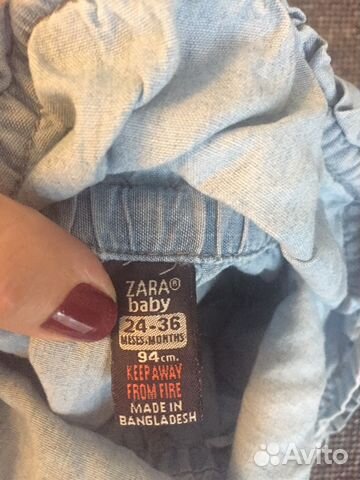 ZARA®
baby
24-36
MESES-MONTHS
94cm.
KEEP AWAY
FROM FIRE
MADE IN
BANGLADESH
Avito